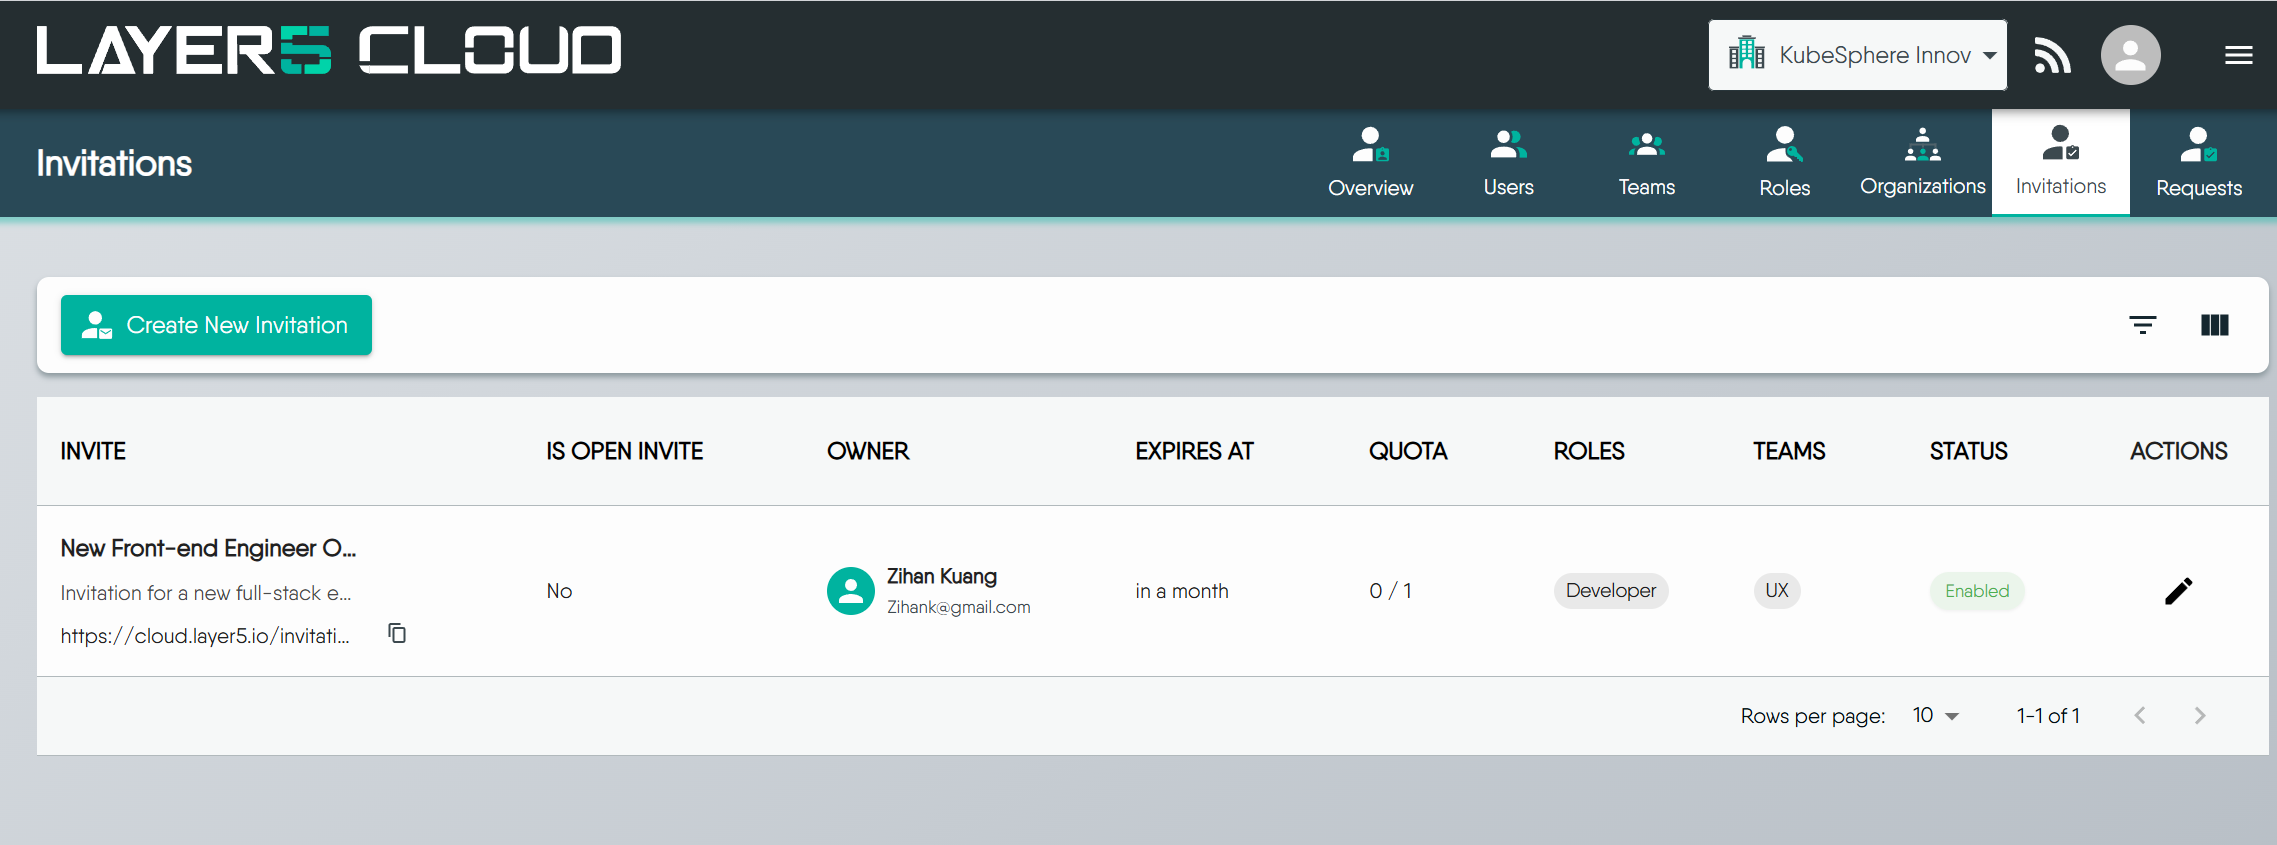 LAYER5 CLOUD
KubeSphere Innov
Invitations
Overview
Users
Teams
Roles
Organizations
Invitations
Requests
Create New Invitation
INVITE IS OPEN INVITE OWNER EXPIRES AT QUOTA ROLES TEAMS STATUS ACTIONS
New Front-end Engineer O...
Invitation for a new full-stack e...
https://cloud.layer5.io/invitati...
No
Zihan Kuang
Zihank@gmail.com
in a month
0 / 1
Developer
UX
Enabled
Rows per page: 10 1-1 of 1